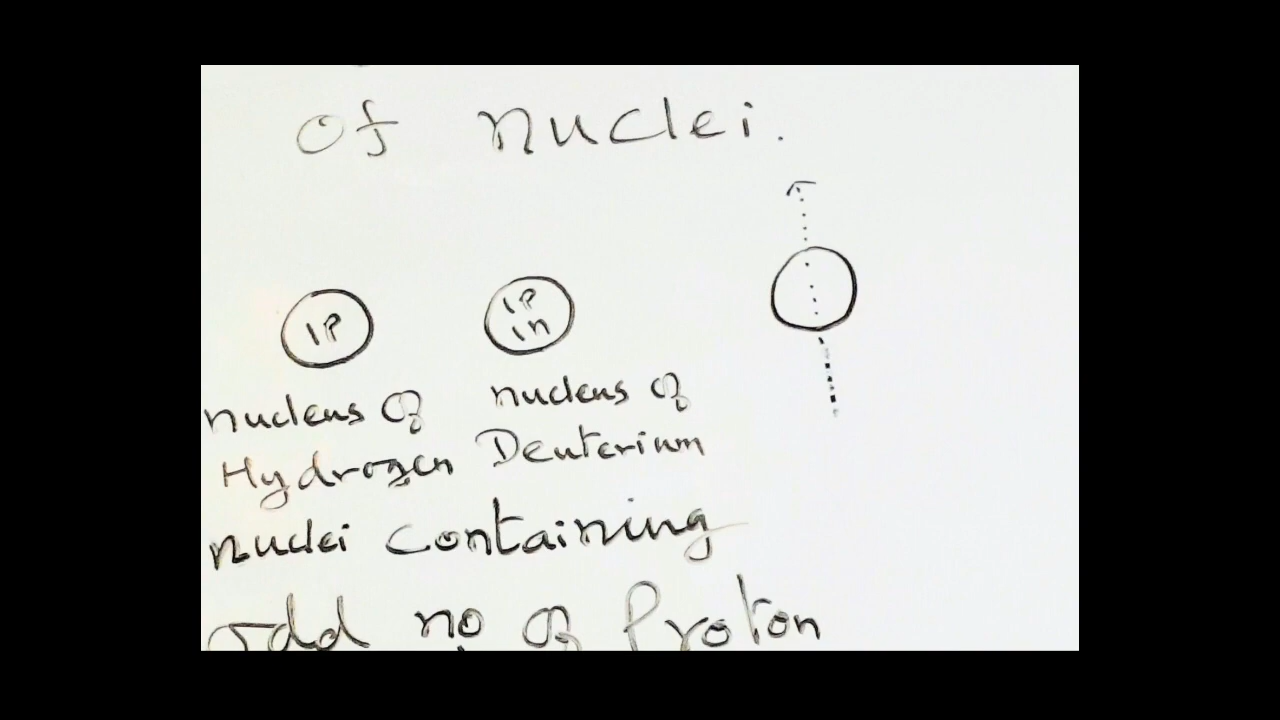 of nuclei.
1P
1P
1n
nucleus of
Hydrogen
nucleus of
Deuterium
nuclei containing
odd no of Proton